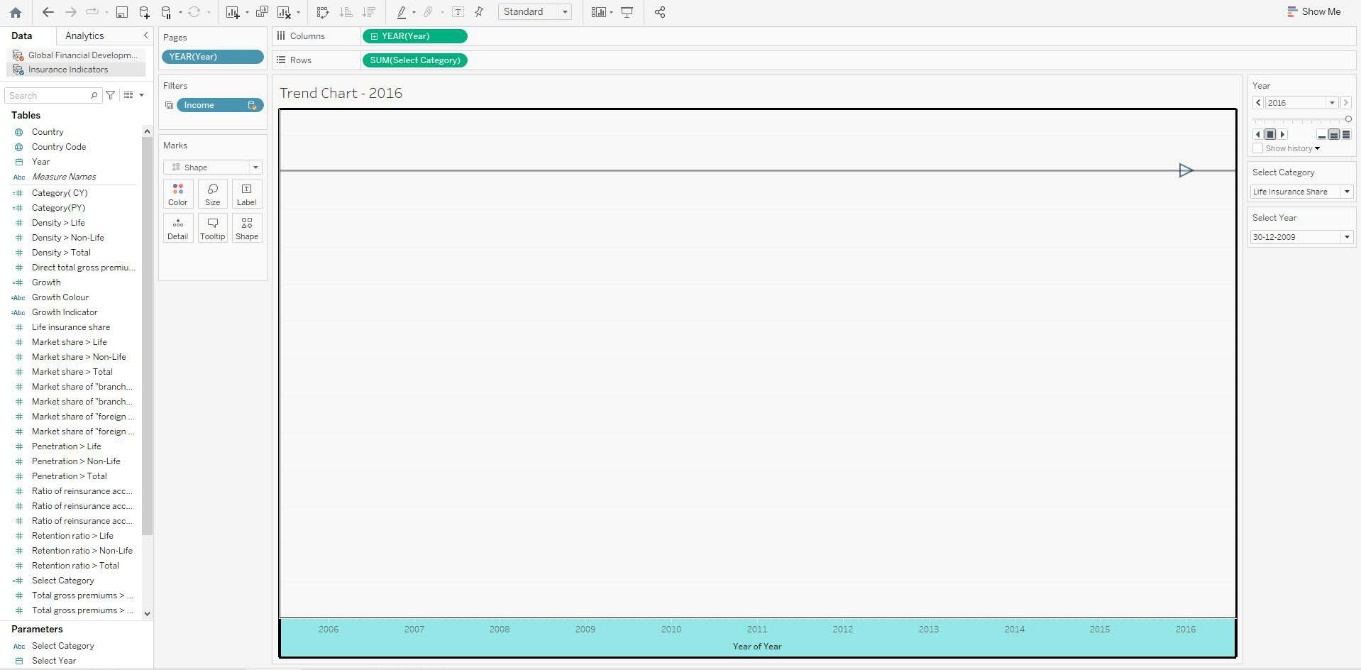 Standard
Show Me
Data
Analytics
Global Financial Developm...
Insurance Indicators
Search
Tables
Country
Country Code
Year
Abc Measure Names
Category( CY)
Category(PY)
Density > Life
Density > Non-Life
Density > Total
Direct total gross premiu...
Growth
Abc Growth Colour
Abc Growth Indicator
Life insurance share
Market share > Life
Market share > Non-Life
Market share > Total
Market share of "branch...
Market share of "branch...
Market share of "foreign ...
Market share of "foreign ...
Penetration > Life
Penetration > Non-Life
Penetration > Total
Ratio of reinsurance acc...
Ratio of reinsurance acc...
Ratio of reinsurance acc...
Retention ratio > Life
Retention ratio > Non-Life
Retention ratio > Total
Select Category
Total gross premiums > ...
Total gross premiums > ...
Parameters
Abc Select Category
Select Year
Pages
YEAR(Year)
Filters
Income
Marks
Shape
Color
Size
Label
Detail
Tooltip
Shape
Columns
YEAR(Year)
Rows
SUM(Select Category)
Trend Chart - 2016
2006 2007 2008 2009 2010 2011 2012 2013 2014 2015 2016
Year of Year
Year
2016
Show history
Select Category
Life Insurance Share
Select Year
30-12-2009